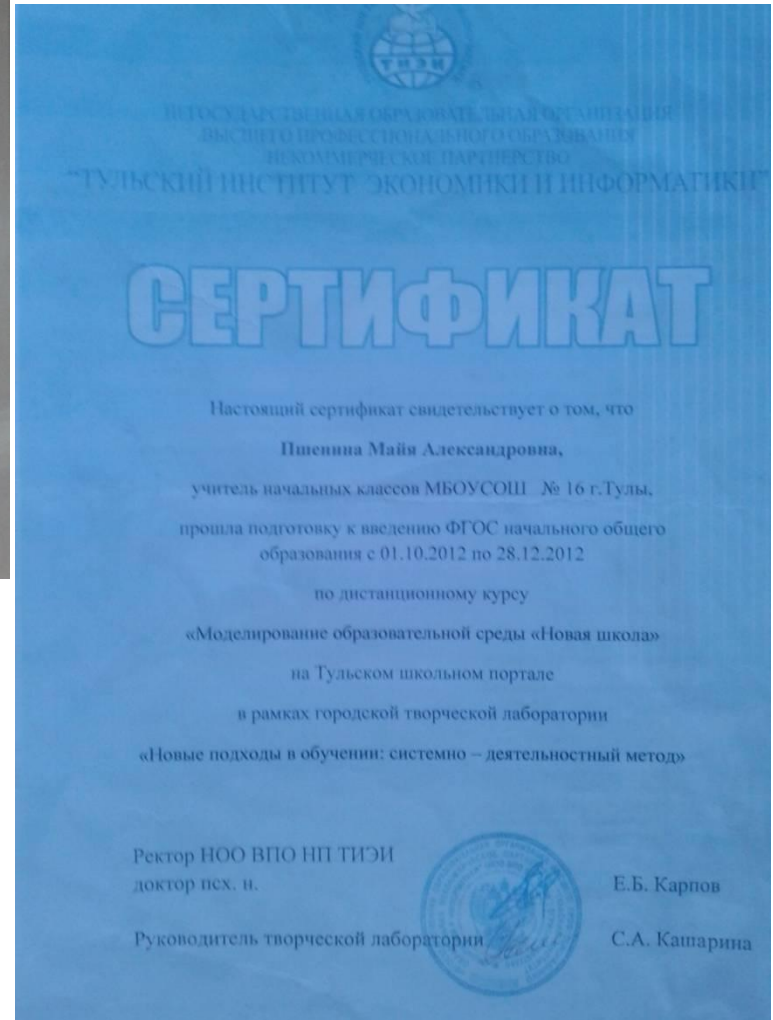 ТИЭИ
НЕГОСУДАРСТВЕННАЯ ОБРАЗОВАТЕЛЬНАЯ ОРГАНИЗАЦИЯ
ВЫСШЕГО ПРОФЕССИОНАЛЬНОГО ОБРАЗОВАНИЯ
НЕКОММЕРЧЕСКОЕ ПАРТНЕРСТВО
"ТУЛЬСКИЙ ИНСТИТУТ ЭКОНОМИКИ И ИНФОРМАТИКИ"
СЕРТИФИКАТ
Настоящий сертификат свидетельствует о том, что
Пшенина Майя Александровна,
учитель начальных классов МБОУСОШ № 16 г.Тулы,
прошла подготовку к введению ФГОС начального общего
образования с 01.10.2012 по 28.12.2012
по дистанционному курсу
«Моделирование образовательной среды «Новая школа»
на Тульском школьном портале
в рамках городской творческой лаборатории
«Новые подходы в обучении: системно – деятельностный метод»
Ректор НОО ВПО НП ТИЭИ
доктор псх. н. Е.Б. Карпов
Руководитель творческой лаборатории С.А. Кашарина